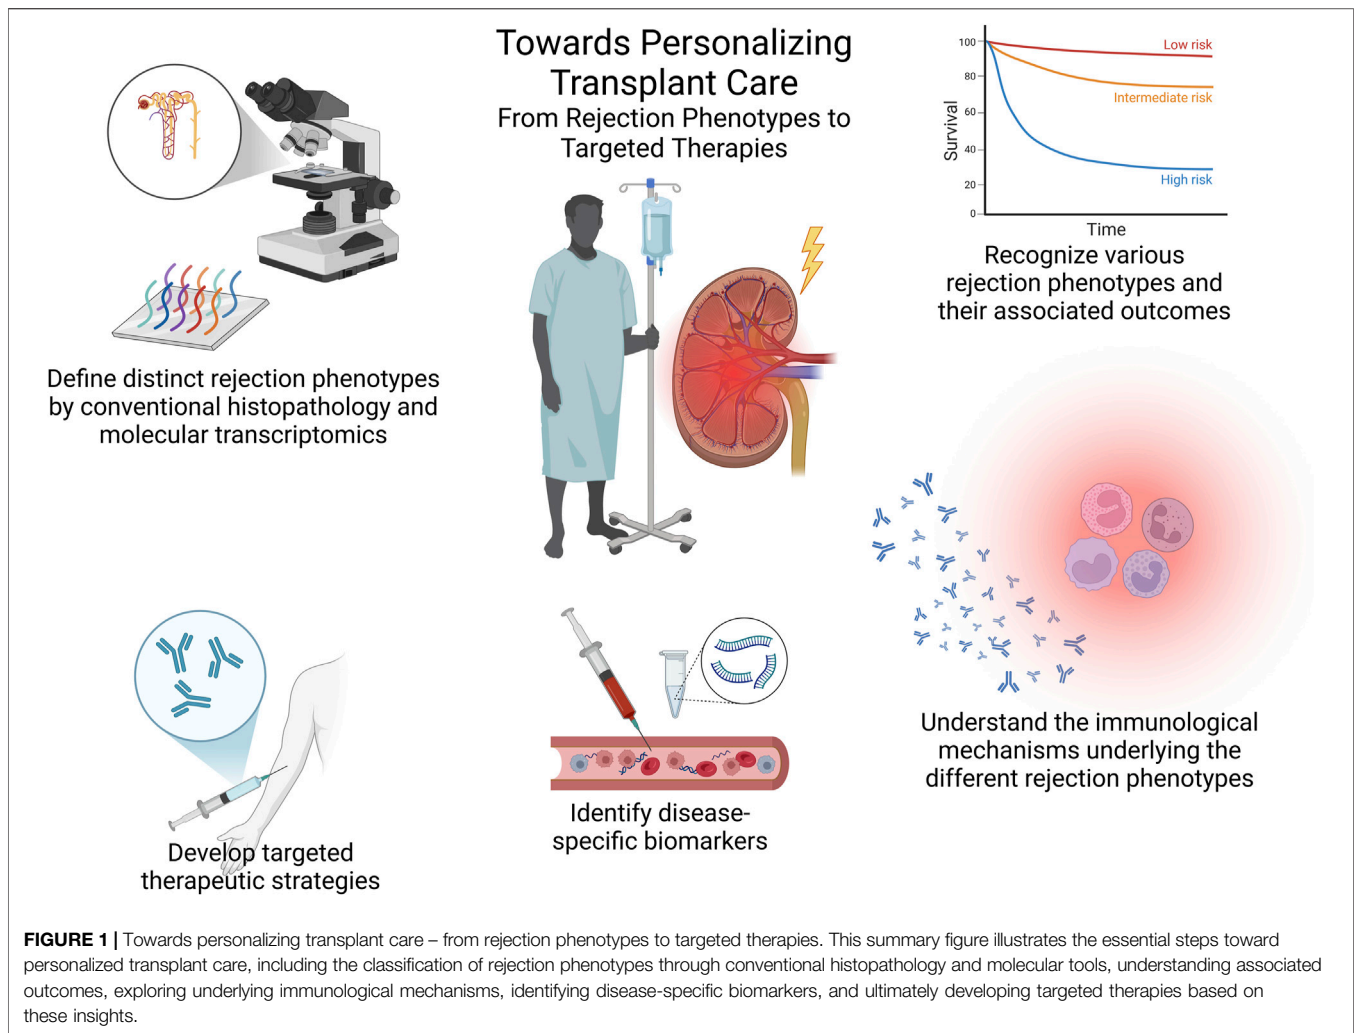 Towards Personalizing
Transplant Care
From Rejection Phenotypes to
Targeted Therapies
Define distinct rejection phenotypes
by conventional histopathology and
molecular transcriptomics
100
80
60
40
20
0
Survival
Time
Low risk
Intermediate risk
High risk
Recognize various
rejection phenotypes and
their associated outcomes
Understand the immunological
mechanisms underlying the
different rejection phenotypes
Identify disease-
specific biomarkers
Develop targeted
therapeutic strategies
FIGURE 1 | Towards personalizing transplant care – from rejection phenotypes to targeted therapies. This summary figure illustrates the essential steps toward
personalized transplant care, including the classification of rejection phenotypes through conventional histopathology and molecular tools, understanding associated
outcomes, exploring underlying immunological mechanisms, identifying disease-specific biomarkers, and ultimately developing targeted therapies based on
these insights.